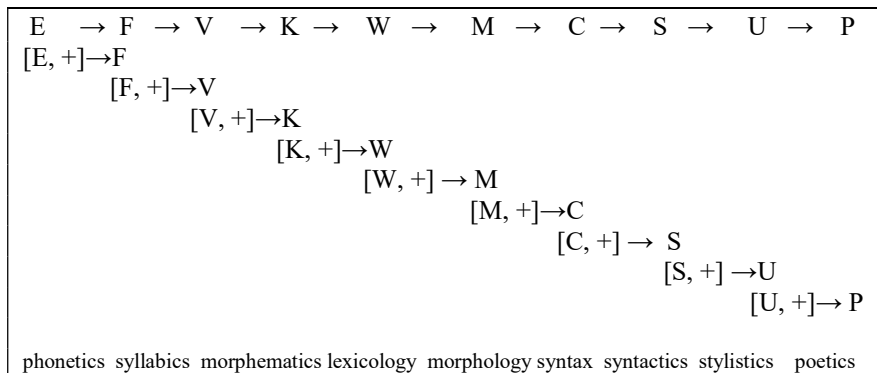 E → F → V → K → W → M → C → S → U → P
[E, +]→F
[F, +]→V
[V, +]→K
[K, +]→W
[W, +] → M
[M, +]→C
[C, +] → S
[S, +] →U
[U, +]→ P
phonetics syllabics morphematics lexicology morphology syntax syntactics stylistics poetics